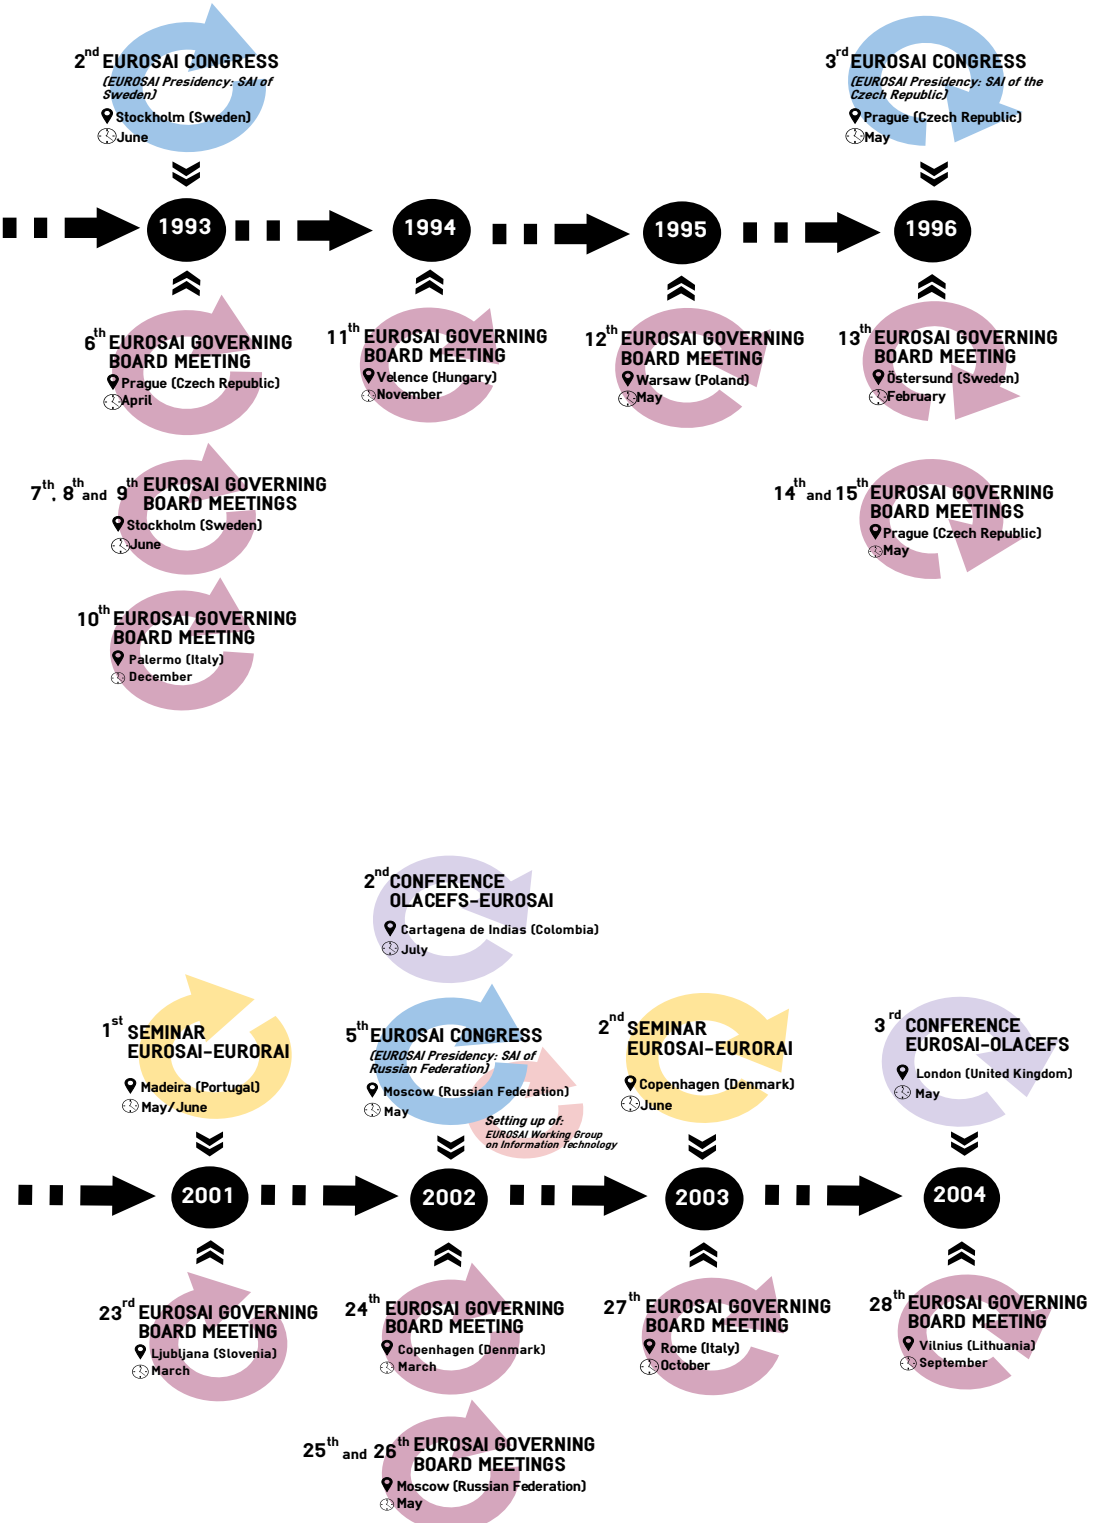 2nd EUROSAI CONGRESS
(EUROSAI Presidency: SAI of
Sweden)
Stockholm (Sweden)
June
3rd EUROSAI CONGRESS
(EUROSAI Presidency: SAI of the
Czech Republic)
Prague (Czech Republic)
May
1993
1994
1995
1996
6th EUROSAI GOVERNING
BOARD MEETING
Prague (Czech Republic)
April
11th EUROSAI GOVERNING
BOARD MEETING
Velence (Hungary)
November
12th EUROSAI GOVERNING
BOARD MEETING
Warsaw (Poland)
May
13th EUROSAI GOVERNING
BOARD MEETING
Östersund (Sweden)
February
7th, 8th and 9th EUROSAI GOVERNING
BOARD MEETINGS
Stockholm (Sweden)
June
14th and 15th EUROSAI GOVERNING
BOARD MEETINGS
Prague (Czech Republic)
May
10th EUROSAI GOVERNING
BOARD MEETING
Palermo (Italy)
December
2nd CONFERENCE
OLACEFS-EUROSAI
Cartagena de Indias (Colombia)
July
1st SEMINAR
EUROSAI-EURORAI
Madeira (Portugal)
May/June
5th EUROSAI CONGRESS
(EUROSAI Presidency: SAI of
Russian Federation)
Moscow (Russian Federation)
May
Setting up of:
EUROSAI Working Group
on Information Technology
2nd SEMINAR
EUROSAI-EURORAI
Copenhagen (Denmark)
June
3rd CONFERENCE
EUROSAI-OLACEFS
London (United Kingdom)
May
2001
2002
2003
2004
23rd EUROSAI GOVERNING
BOARD MEETING
Ljubljana (Slovenia)
March
24th EUROSAI GOVERNING
BOARD MEETING
Copenhagen (Denmark)
March
27th EUROSAI GOVERNING
BOARD MEETING
Rome (Italy)
October
28th EUROSAI GOVERNING
BOARD MEETING
Vilnius (Lithuania)
September
25th and 26th EUROSAI GOVERNING
BOARD MEETINGS
Moscow (Russian Federation)
May